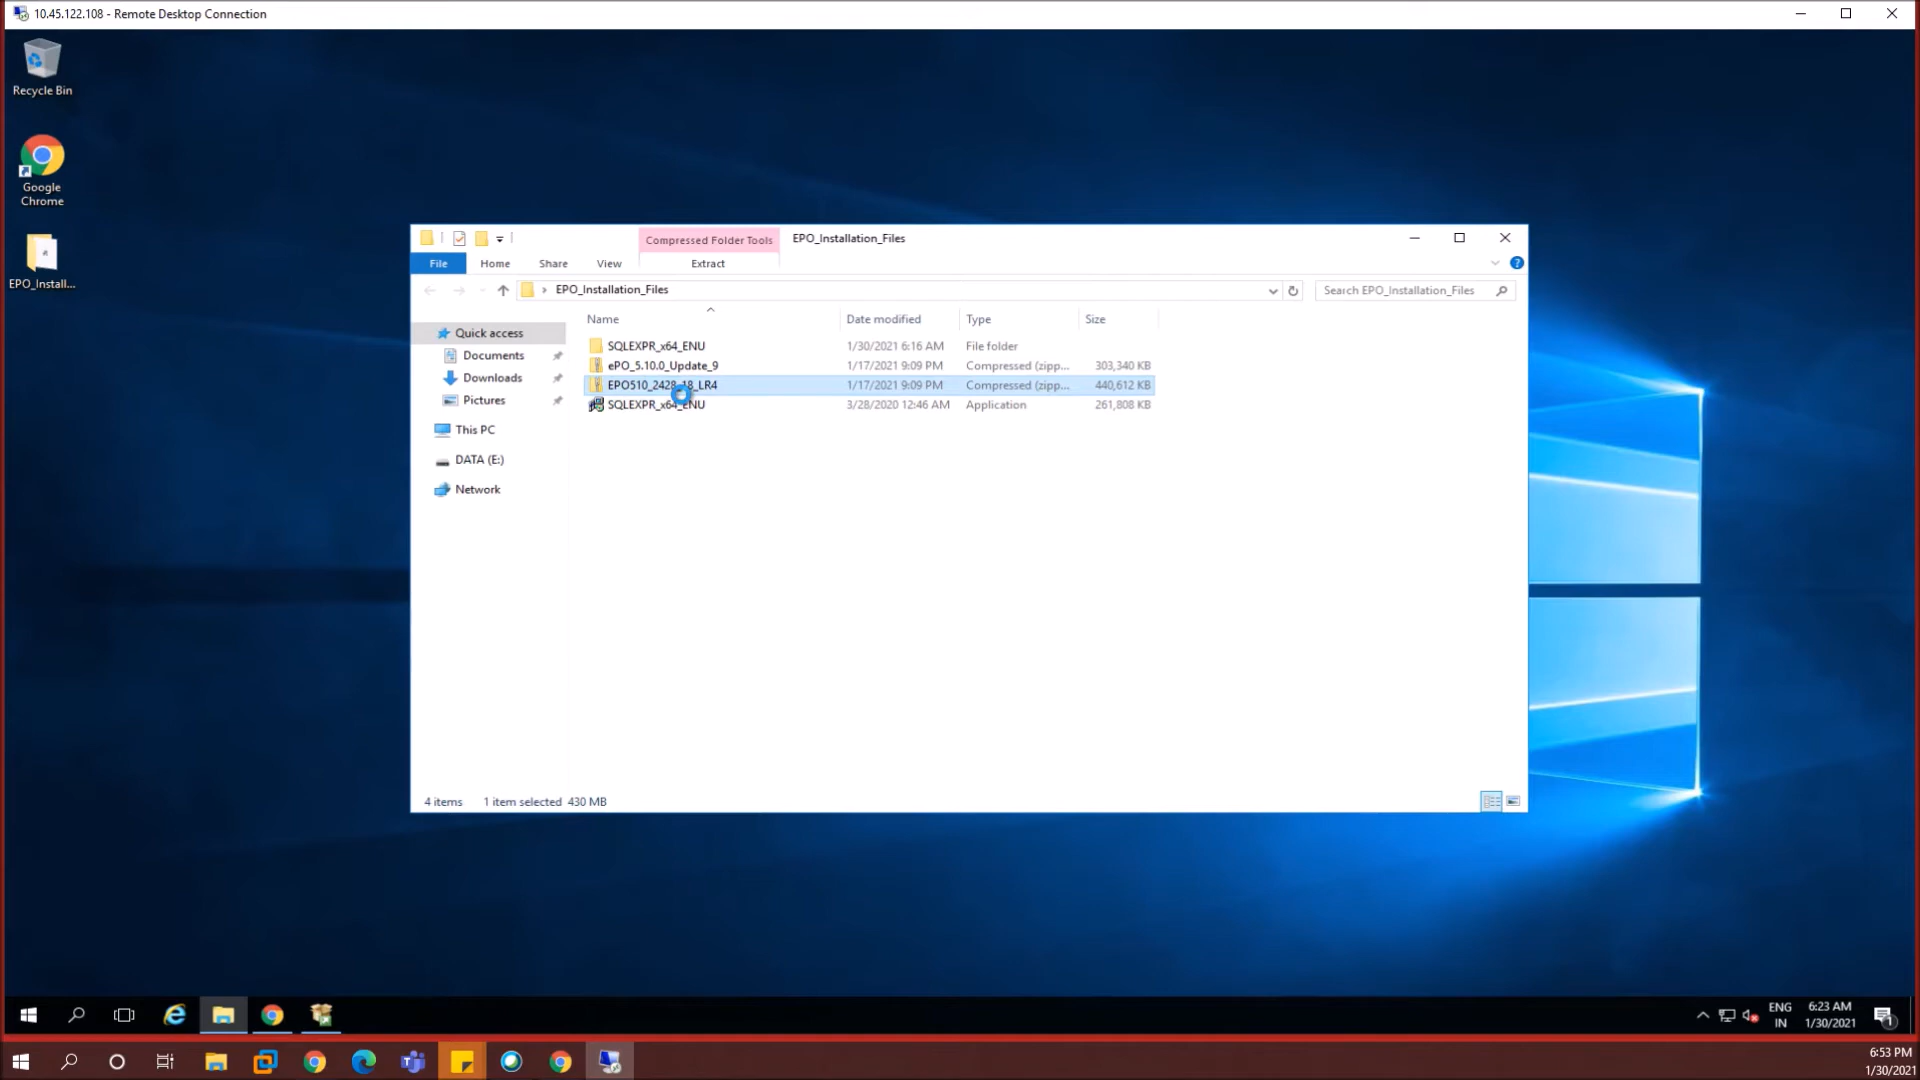 10.45.122.108 - Remote Desktop Connection
Recycle Bin
Google
Chrome
EPO_Install...
Compressed Folder Tools
EPO_Installation_Files
File
Home
Share
View
Extract
EPO_Installation_Files
Search EPO_Installation_Files
Name
Date modified
Type
Size
Quick access
Documents
Downloads
Pictures
This PC
DATA (E:)
Network
SQLEXPR_x64_ENU 1/30/2021 6:16 AM File folder
ePO_5.10.0_Update_9 1/17/2021 9:09 PM Compressed (zipp... 303,340 KB
EPO510_2428_18_LR4 1/17/2021 9:09 PM Compressed (zipp... 440,612 KB
SQLEXPR_x64_ENU 3/28/2020 12:46 AM Application 261,808 KB
4 items 1 item selected 430 MB
ENG
IN
6:23 AM
1/30/2021
1
6:53 PM
1/30/2021